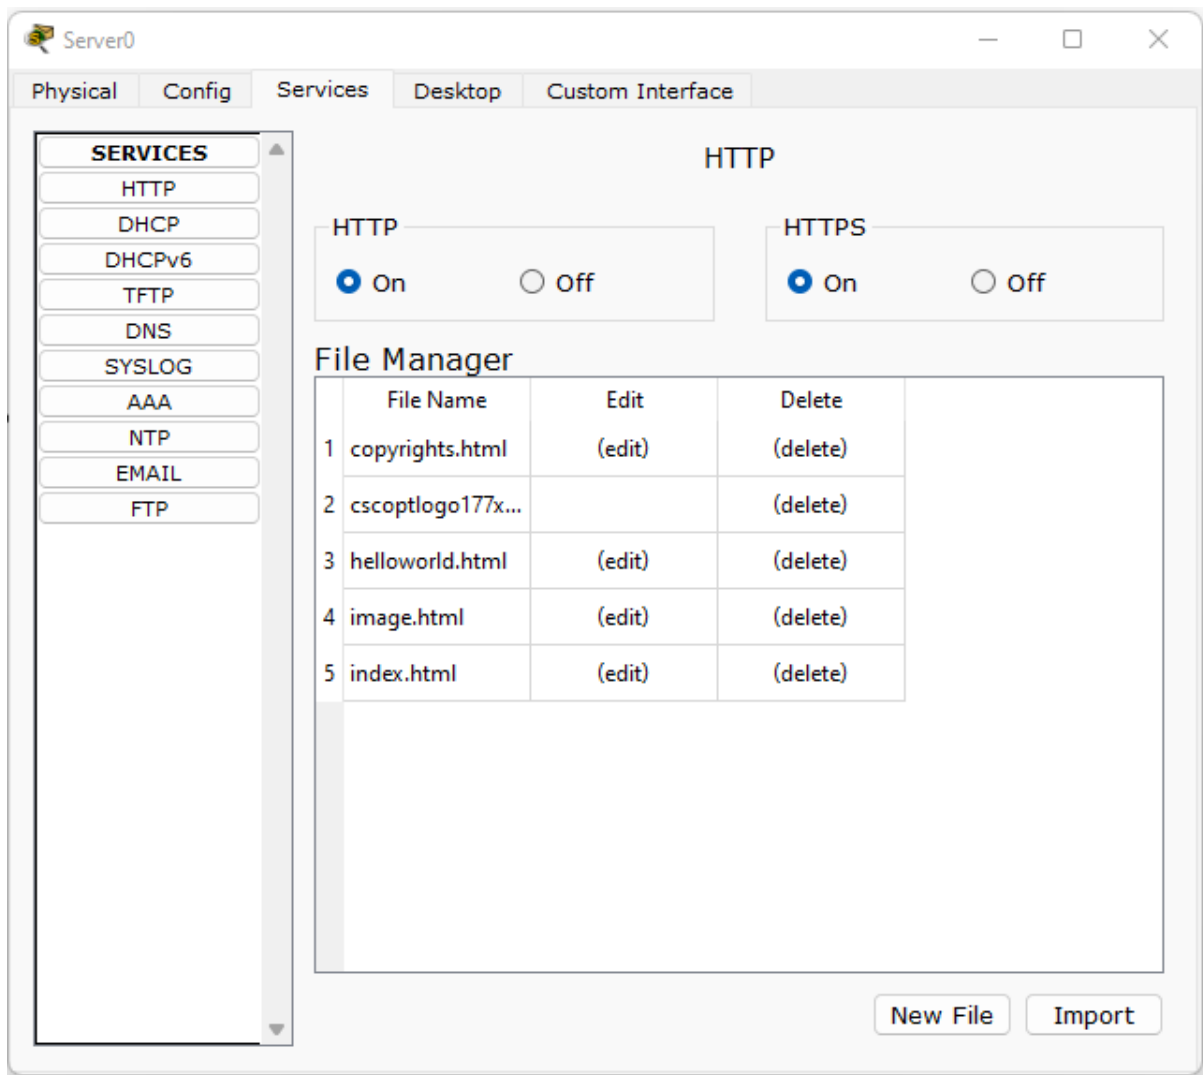 Server0
Physical Config Services Desktop Custom Interface
SERVICES
HTTP
DHCP
DHCPv6
TFTP
DNS
SYSLOG
AAA
NTP
EMAIL
FTP
HTTP
HTTP HTTPS
On Off On Off
File Manager
File Name Edit Delete
1 copyrights.html (edit) (delete)
2 cscoptlogo177x... (delete)
3 helloworld.html (edit) (delete)
4 image.html (edit) (delete)
5 index.html (edit) (delete)
New File Import